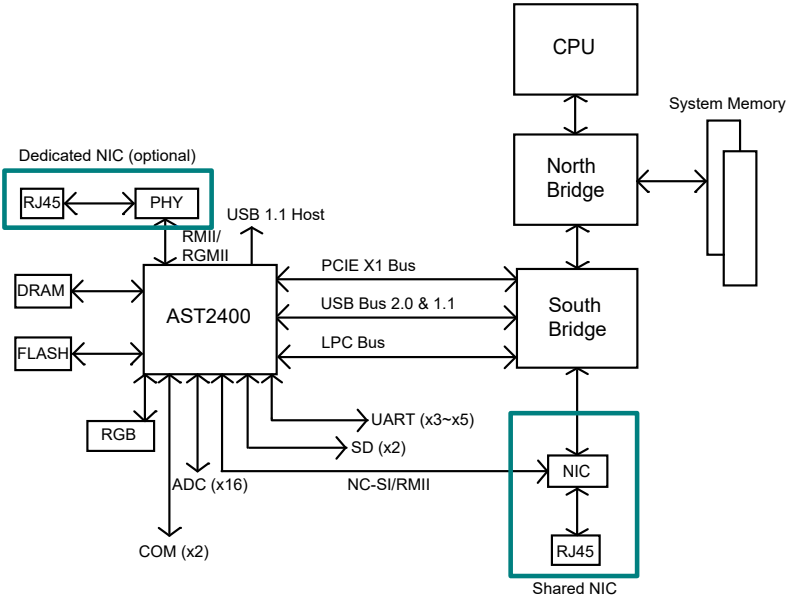 CPU
System Memory
North
Bridge
Dedicated NIC (optional)
RJ45
PHY
USB 1.1 Host
RMII/
RGMII
PCIE X1 Bus
DRAM
USB Bus 2.0 & 1.1
AST2400
South
Bridge
LPC Bus
FLASH
UART (x3~x5)
RGB
SD (x2)
NIC
ADC (x16)
NC-SI/RMII
COM (x2)
RJ45
Shared NIC